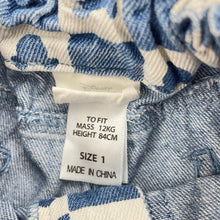 TO FIT
MASS 12KG
HEIGHT 84CM
SIZE 1
MADE IN CHINA